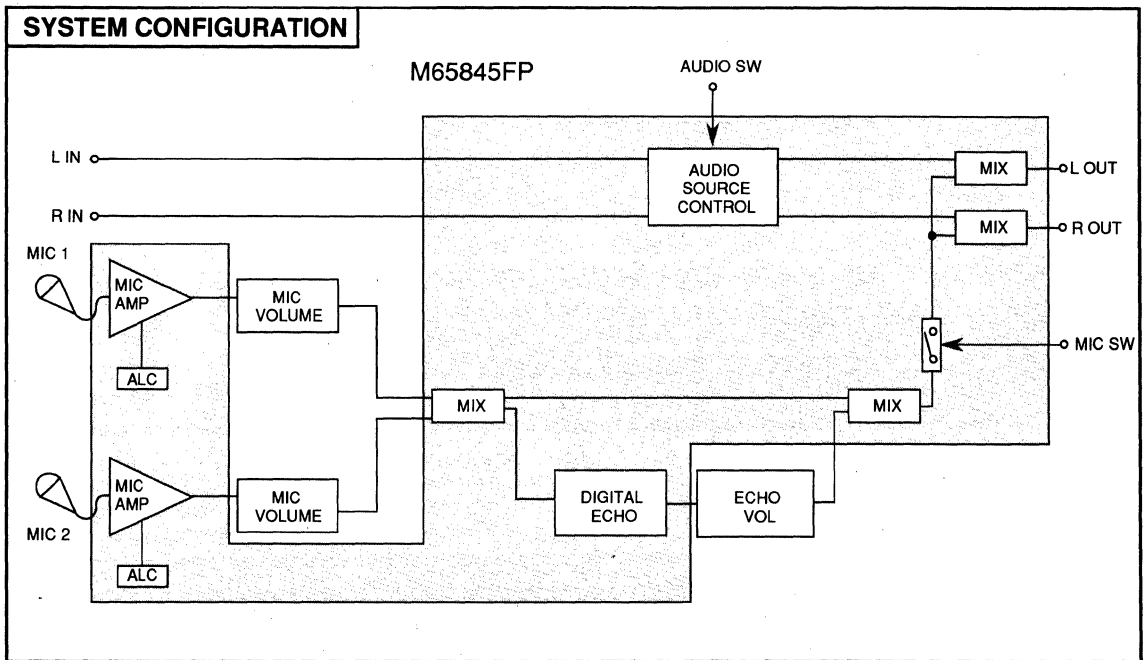 SYSTEM CONFIGURATION
M65845FP
AUDIO SW
L IN
R IN
AUDIO
SOURCE
CONTROL
MIX
L OUT
MIX
R OUT
MIC 1
MIC
AMP
ALC
MIC
VOLUME
MIC SW
MIX
MIX
MIC 2
MIC
AMP
ALC
MIC
VOLUME
DIGITAL
ECHO
ECHO
VOL